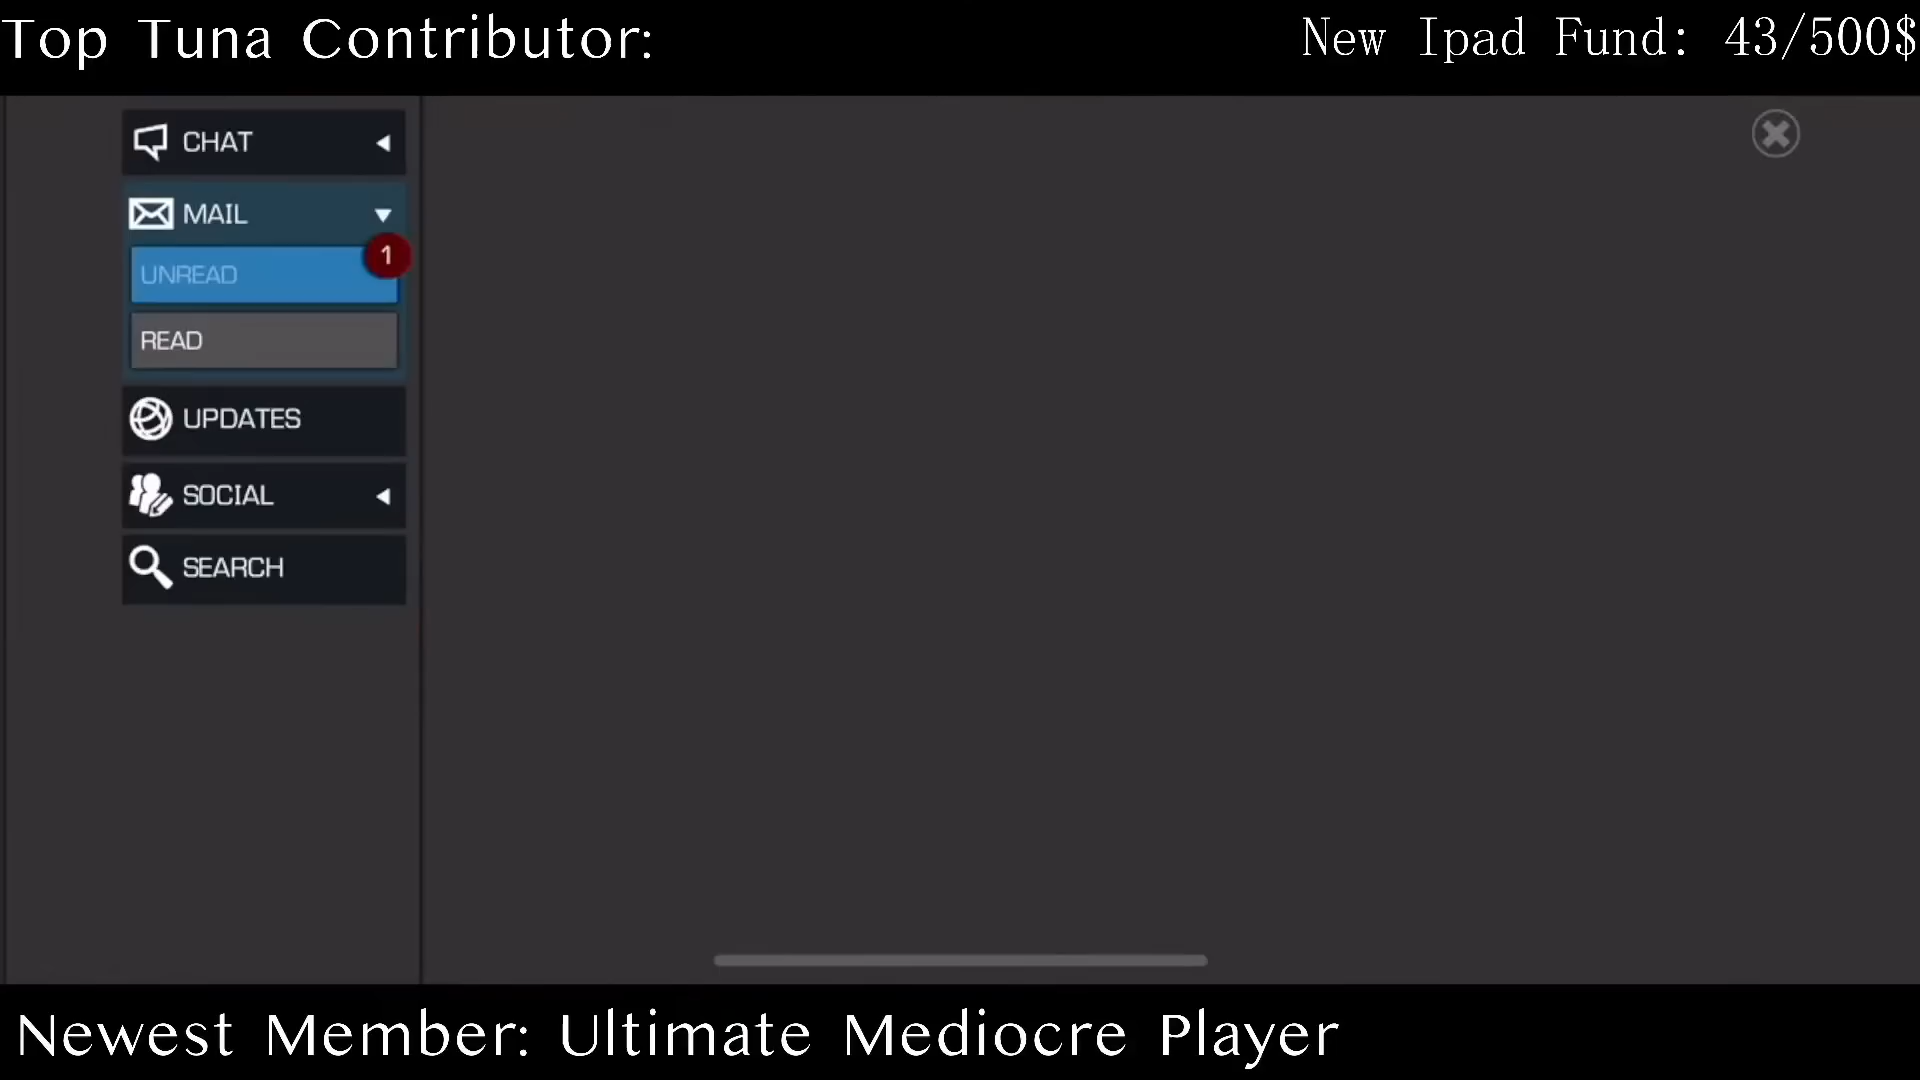 Top Tuna Contributor:
New Ipad Fund: 43/500$
CHAT
MAIL
1
UNREAD
READ
UPDATES
SOCIAL
SEARCH
Newest Member: Ultimate Mediocre Player